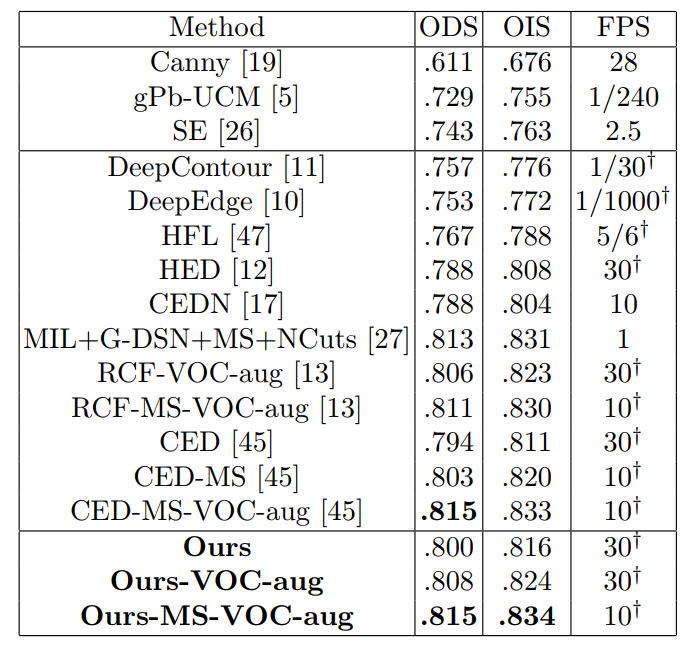 Method ODS OIS FPS
Canny [19] .611 .676 28
gPb-UCM [5] .729 .755 1/240
SE [26] .743 .763 2.5
DeepContour [11] .757 .776 1/30†
DeepEdge [10] .753 .772 1/1000†
HFL [47] .767 .788 5/6†
HED [12] .788 .808 30†
CEDN [17] .788 .804 10
MIL+G-DSN+MS+NCuts [27] .813 .831 1
RCF-VOC-aug [13] .806 .823 30†
RCF-MS-VOC-aug [13] .811 .830 10†
CED [45] .794 .811 30†
CED-MS [45] .803 .820 10†
CED-MS-VOC-aug [45] .815 .833 10†
Ours .800 .816 30†
Ours-VOC-aug .808 .824 30†
Ours-MS-VOC-aug .815 .834 10†